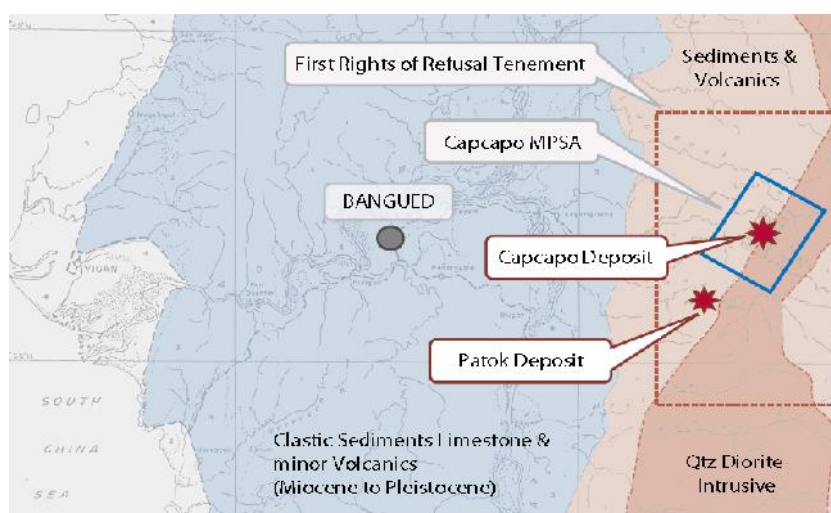 First Rights of Refusal Tenement
Sediments &
Volcanics
Capcapo MPSA
BANGUED
Capcapo Deposit
VIGAN
Patok Deposit
SOUTH
CHINA
SEA
Clastic Sediments Limestone &
minor Volcanics
(Miocene to Pleistocene)
Qtz Diorite
Intrusive